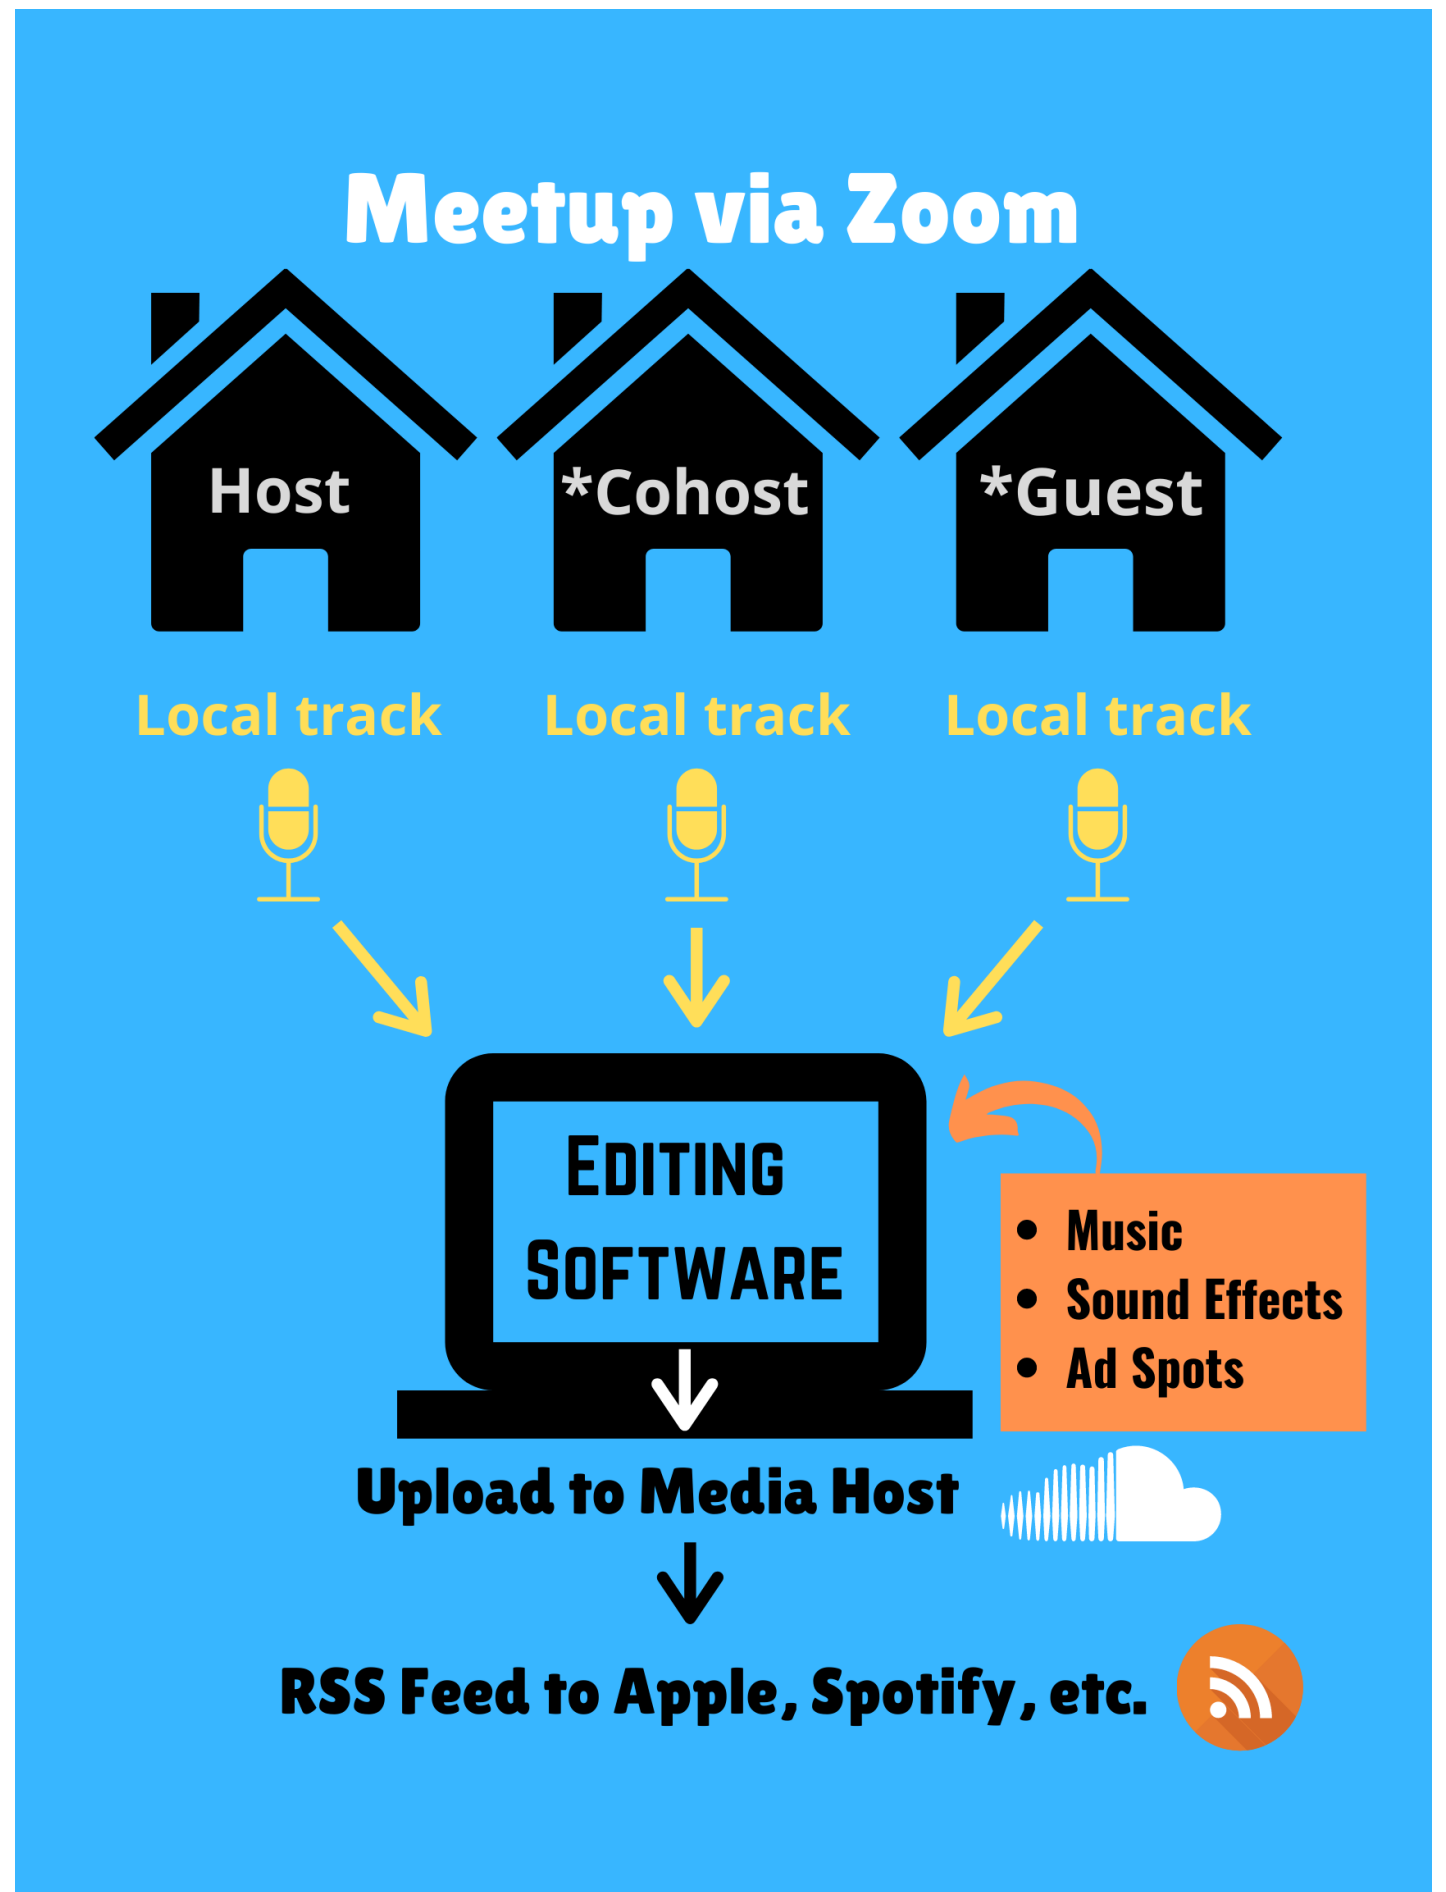 Meetup via Zoom
Host
*Cohost
*Guest
Local track
Local track
Local track
Editing
Software
• Music
• Sound Effects
• Ad Spots
Upload to Media Host
RSS Feed to Apple, Spotify, etc.